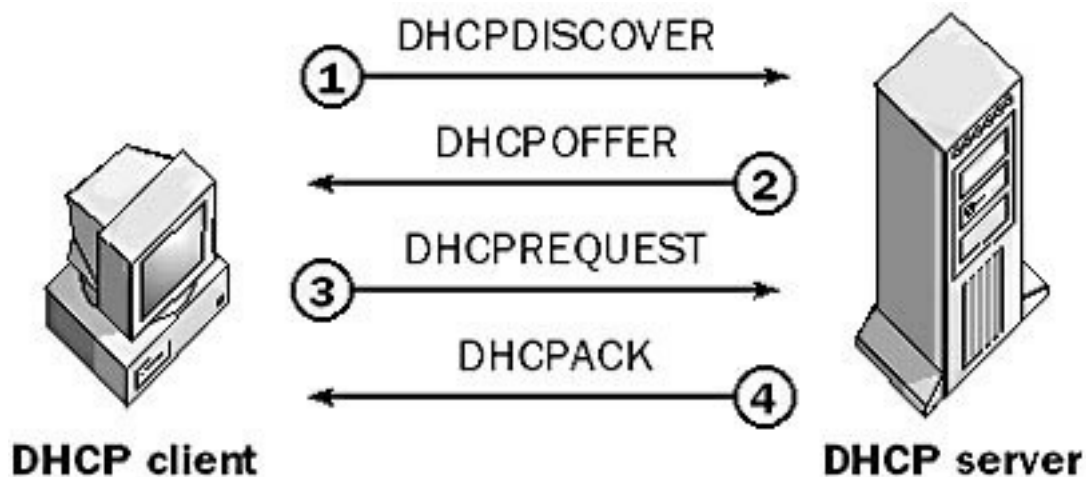 DHCPDISCOVER
1
DHCPOFFER
2
DHCPREQUEST
3
DHCPACK
4
DHCP client
DHCP server